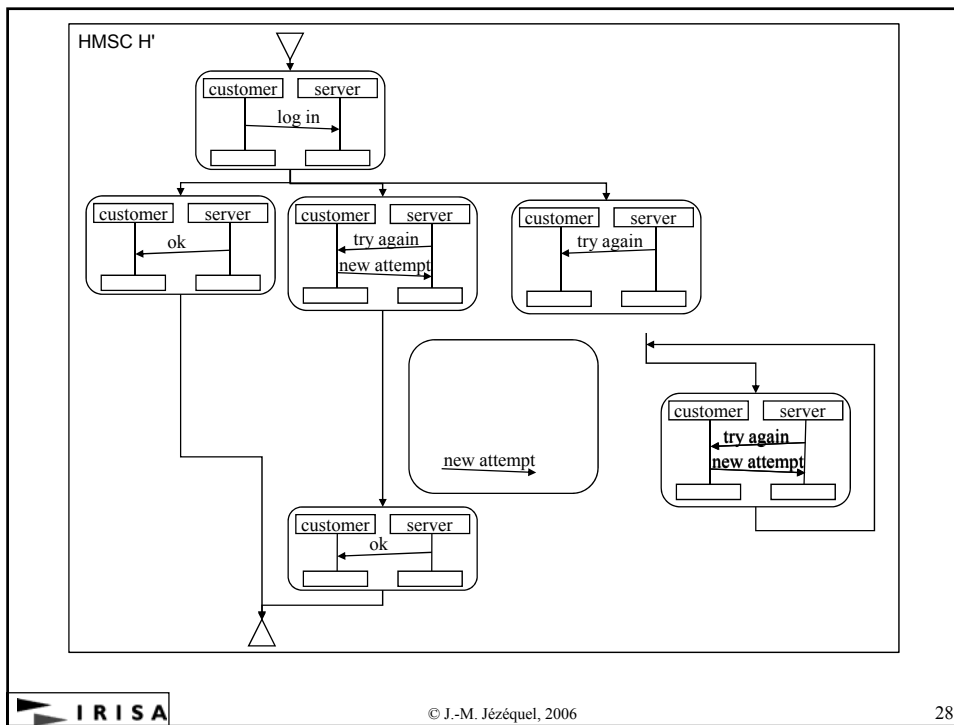 HMSC H'
customer server
log in
customer server
ok
customer server
try again
new attempt
customer server
try again
new attempt
customer server
try again
new attempt
customer server
ok
IRISA
© J.-M. Jézéquel, 2006
28